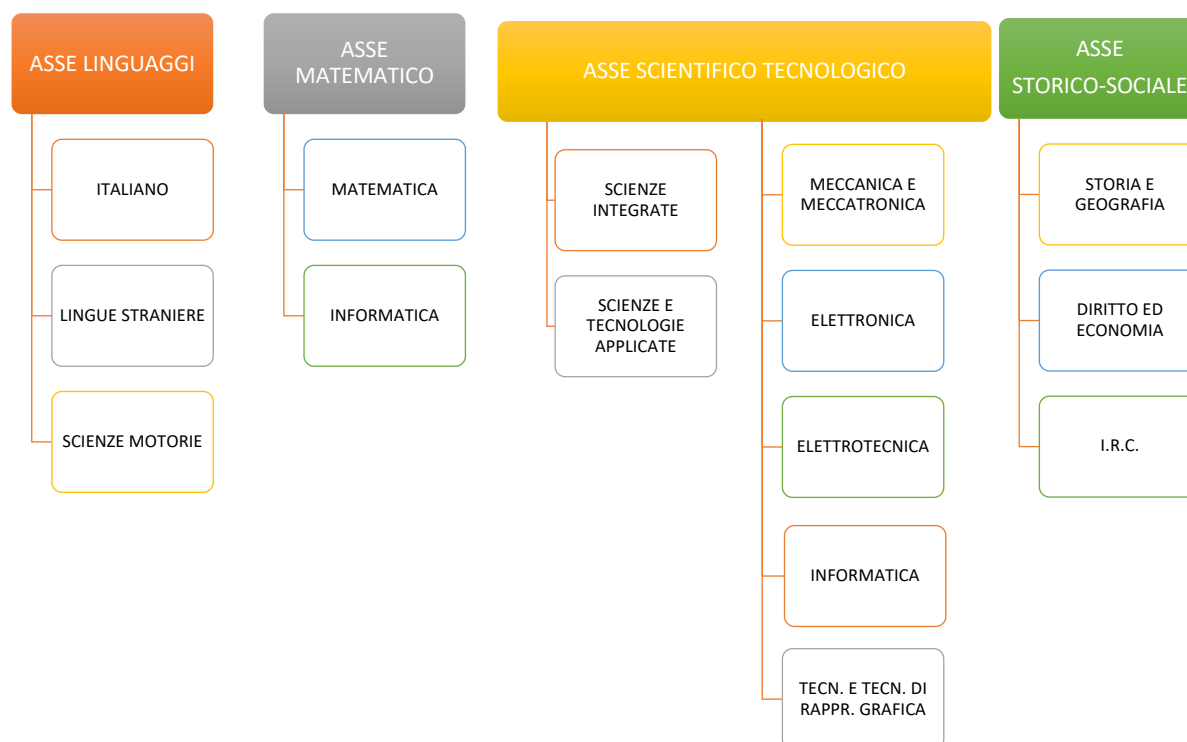 ASSE LINGUAGGI
ITALIANO
LINGUE STRANIERE
SCIENZE MOTORIE
ASSE
MATEMATICO
MATEMATICA
INFORMATICA
ASSE SCIENTIFICO TECNOLOGICO
SCIENZE
INTEGRATE
SCIENZE E
TECNOLOGIE
APPLICATE
MECCANICA E
MECCATRONICA
ELETTRONICA
ELETTROTECNICA
INFORMATICA
TECN. E TECN. DI
RAPPR. GRAFICA
ASSE
STORICO-SOCIALE
STORIA E
GEOGRAFIA
DIRITTO ED
ECONOMIA
I.R.C.